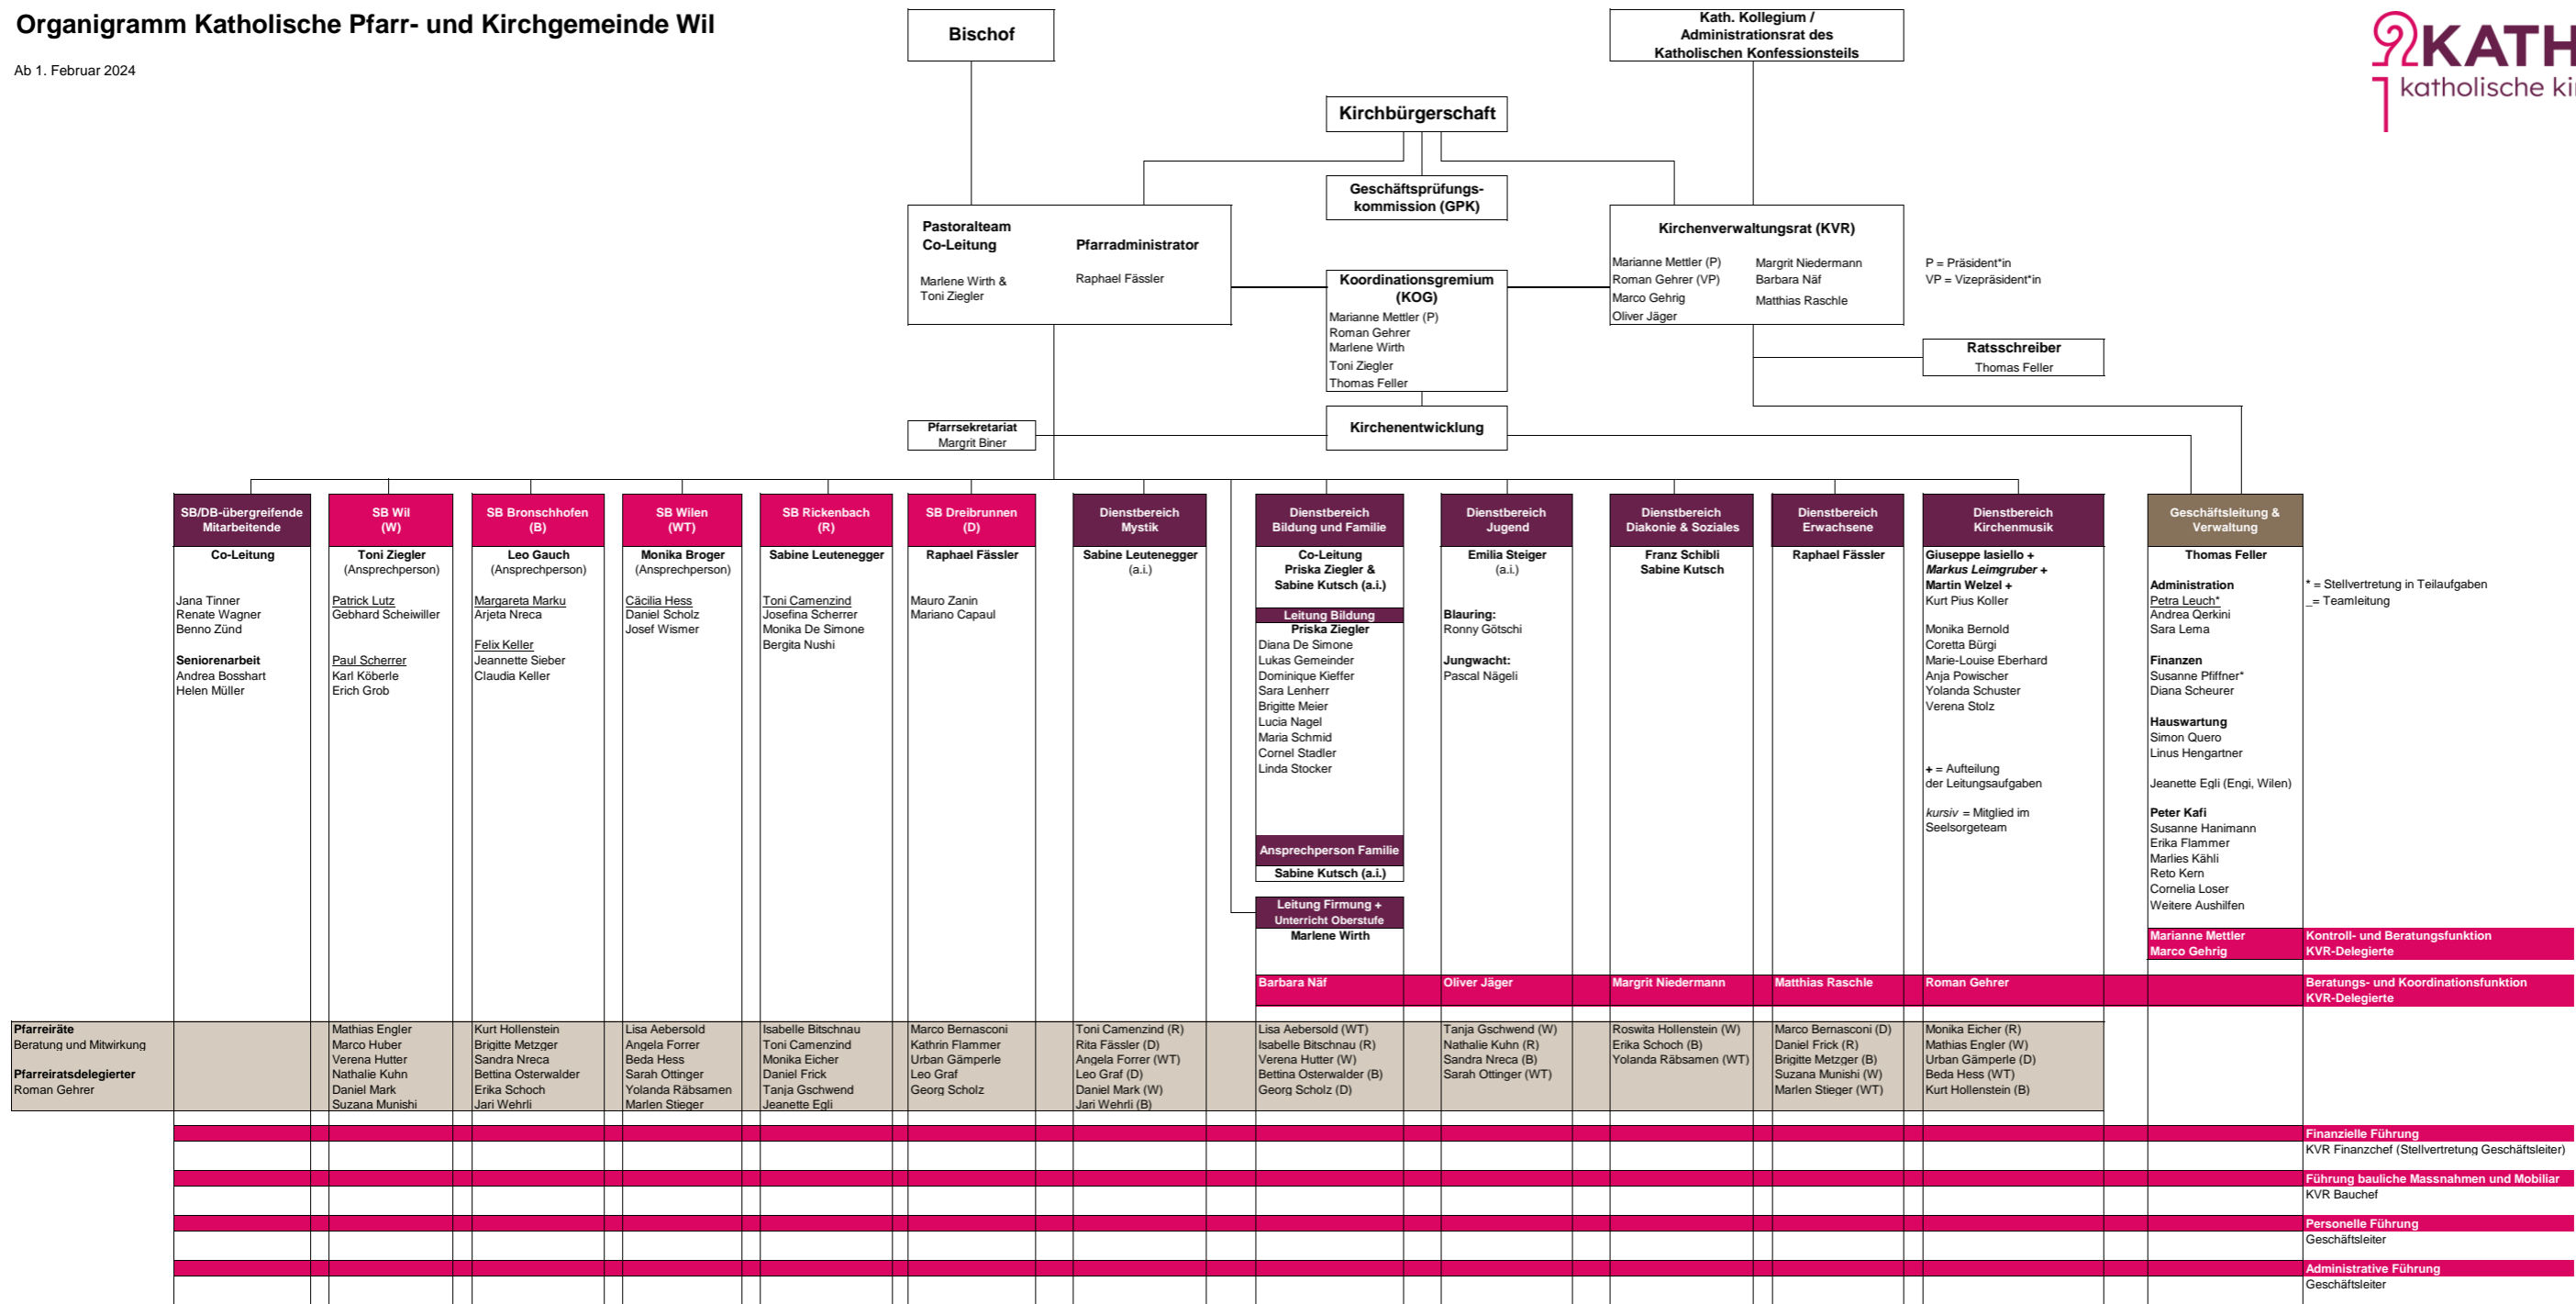 Organigramm Katholische Pfarr- und Kirchgemeinde Wil
Ab 1. Februar 2024
Bischof
Kath. Kollegium /
Administrationsrat des
Katholischen Konfessionsteils
KATH
katholische ki
Kirchbürgerschaft
Geschäftsprüfungs-
kommission (GPK)
Pastoralteam
Co-Leitung
Marlene Wirth &
Toni Ziegler
Pfarradministrator
Raphael Fässler
Koordinationsgremium
(KOG)
Marianne Mettler (P)
Roman Gehrer
Marlene Wirth
Toni Ziegler
Thomas Feller
Kirchenverwaltungsrat (KVR)
Marianne Mettler (P)
Roman Gehrer (VP)
Marco Gehrig
Oliver Jäger
Margrit Niedermann
Barbara Näf
Matthias Raschle
P = Präsident*in
VP = Vizepräsident*in
Ratsschreiber
Thomas Feller
Pfarrsekretariat
Margrit Biner
Kirchenentwicklung
SB/DB-übergreifende
Mitarbeitende
Co-Leitung
Jana Tinner
Renate Wagner
Benno Zünd
Seniorenarbeit
Andrea Bosshart
Helen Müller
SB Wil
(W)
Toni Ziegler
(Ansprechperson)
Patrick Lutz
Gebhard Scheiwiller
Paul Scherrer
Karl Köberle
Erich Grob
SB Bronschhofen
(B)
Leo Gauch
(Ansprechperson)
Margareta Marku
Arjeta Nreca
Felix Keller
Jeannette Sieber
Claudia Keller
SB Wilen
(WT)
Monika Broger
(Ansprechperson)
Cäcilia Hess
Daniel Scholz
Josef Wismer
SB Rickenbach
(R)
Sabine Leutenegger
Toni Camenzind
Josefina Scherrer
Monika De Simone
Bergita Nushi
SB Dreibrunnen
(D)
Raphael Fässler
Mauro Zanin
Mariano Capaul
Dienstbereich
Mystik
Sabine Leutenegger
(a.i.)
Dienstbereich
Bildung und Familie
Co-Leitung
Priska Ziegler &
Sabine Kutsch (a.i.)
Leitung Bildung
Priska Ziegler
Diana De Simone
Lukas Gemeinder
Dominique Kieffer
Sara Lenherr
Brigitte Meier
Lucia Nagel
Maria Schmid
Cornel Stadler
Linda Stocker
Ansprechperson Familie
Sabine Kutsch (a.i.)
Leitung Firmung +
Unterricht Oberstufe
Marlene Wirth
Dienstbereich
Jugend
Emilia Steiger
(a.i.)
Blauring:
Ronny Götschi
Jungwacht:
Pascal Nägeli
Dienstbereich
Diakonie & Soziales
Franz Schibli
Sabine Kutsch
Dienstbereich
Erwachsene
Raphael Fässler
Dienstbereich
Kirchenmusik
Giuseppe Iasiello +
Markus Leimgruber +
Martin Welzel +
Kurt Pius Koller
Monika Bernold
Coretta Bürgi
Marie-Louise Eberhard
Anja Powischer
Yolanda Schuster
Verena Stolz
+ = Aufteilung
der Leitungsaufgaben
kursiv = Mitglied im
Seelsorgeteam
Geschäftsleitung &
Verwaltung
Thomas Feller
Administration
Petra Leuch*
Andrea Qerkini
Sara Lema
Finanzen
Susanne Pfiffner*
Diana Scheurer
Hauswartung
Simon Quero
Linus Hengartner
Jeanette Egli (Engi, Wilen)
Peter Kafi
Susanne Hanimann
Erika Flammer
Marlies Kähli
Reto Kern
Cornelia Loser
Weitere Aushilfen
* = Stellvertretung in Teilaufgaben
_= Teamleitung
Marianne Mettler
Marco Gehrig
Kontroll- und Beratungsfunktion
KVR-Delegierte
Barbara Näf
Oliver Jäger
Margrit Niedermann
Matthias Raschle
Roman Gehrer
Beratungs- und Koordinationsfunktion
KVR-Delegierte
Pfarreiräte
Beratung und Mitwirkung
Pfarreiratsdelegierter
Roman Gehrer
Mathias Engler
Marco Huber
Verena Hutter
Nathalie Kuhn
Daniel Mark
Suzana Munishi
Kurt Hollenstein
Brigitte Metzger
Sandra Nreca
Bettina Osterwalder
Erika Schoch
Jari Wehrli
Lisa Aebersold
Angela Forrer
Beda Hess
Sarah Ottinger
Yolanda Räbsamen
Marlen Stieger
Isabelle Bitschnau
Toni Camenzind
Monika Eicher
Daniel Frick
Tanja Gschwend
Jeanette Egli
Marco Bernasconi
Kathrin Flammer
Urban Gämperle
Leo Graf
Georg Scholz
Toni Camenzind (R)
Rita Fässler (D)
Angela Forrer (WT)
Leo Graf (D)
Daniel Mark (W)
Jari Wehrli (B)
Lisa Aebersold (WT)
Isabelle Bitschnau (R)
Verena Hutter (W)
Bettina Osterwalder (B)
Georg Scholz (D)
Tanja Gschwend (W)
Nathalie Kuhn (R)
Sandra Nreca (B)
Sarah Ottinger (WT)
Roswita Hollenstein (W)
Erika Schoch (B)
Yolanda Räbsamen (WT)
Marco Bernasconi (D)
Daniel Frick (R)
Brigitte Metzger (B)
Suzana Munishi (W)
Marlen Stieger (WT)
Monika Eicher (R)
Mathias Engler (W)
Urban Gämperle (D)
Beda Hess (WT)
Kurt Hollenstein (B)
Finanzielle Führung
KVR Finanzchef (Stellvertretung Geschäftsleiter)
Führung bauliche Massnahmen und Mobiliar
KVR Bauchef
Personelle Führung
Geschäftsleiter
Administrative Führung
Geschäftsleiter